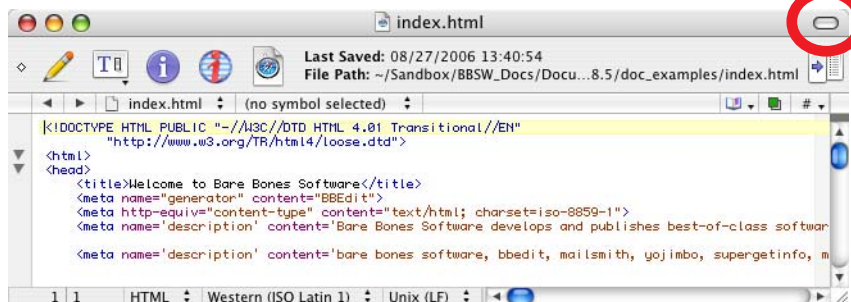 index.html
Last Saved: 08/27/2006 13:40:54
File Path: ~/Sandbox/BBSW_Docs/Docu...8.5/doc_examples/index.html
index.html (no symbol selected) #
<!DOCTYPE HTML PUBLIC "-//W3C//DTD HTML 4.01 Transitional//EN"
"http://www.w3.org/TR/html4/loose.dtd">
<html>
<head>
<title>Welcome to Bare Bones Software</title>
<meta name="generator" content="BBEdit">
<meta http-equiv="content-type" content="text/html; charset=iso-8859-1">
<meta name='description' content='Bare Bones Software develops and publishes best-of-class softwar
<meta name='description' content='bare bones software, bbedit, mailsmith, yojimbo, supergetinfo, m
1 1 HTML Western (ISO Latin 1) Unix (LF)